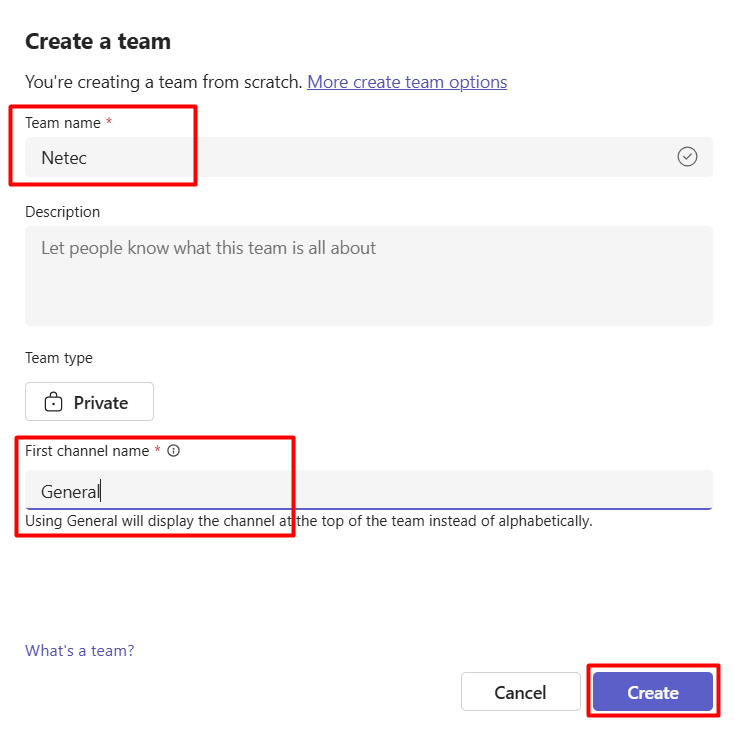 Create a team
You're creating a team from scratch. More create team options
Team name *
Netec
Description
Let people know what this team is all about
Team type
Private
First channel name *
General
Using General will display the channel at the top of the team instead of alphabetically.
What's a team?
Cancel Create